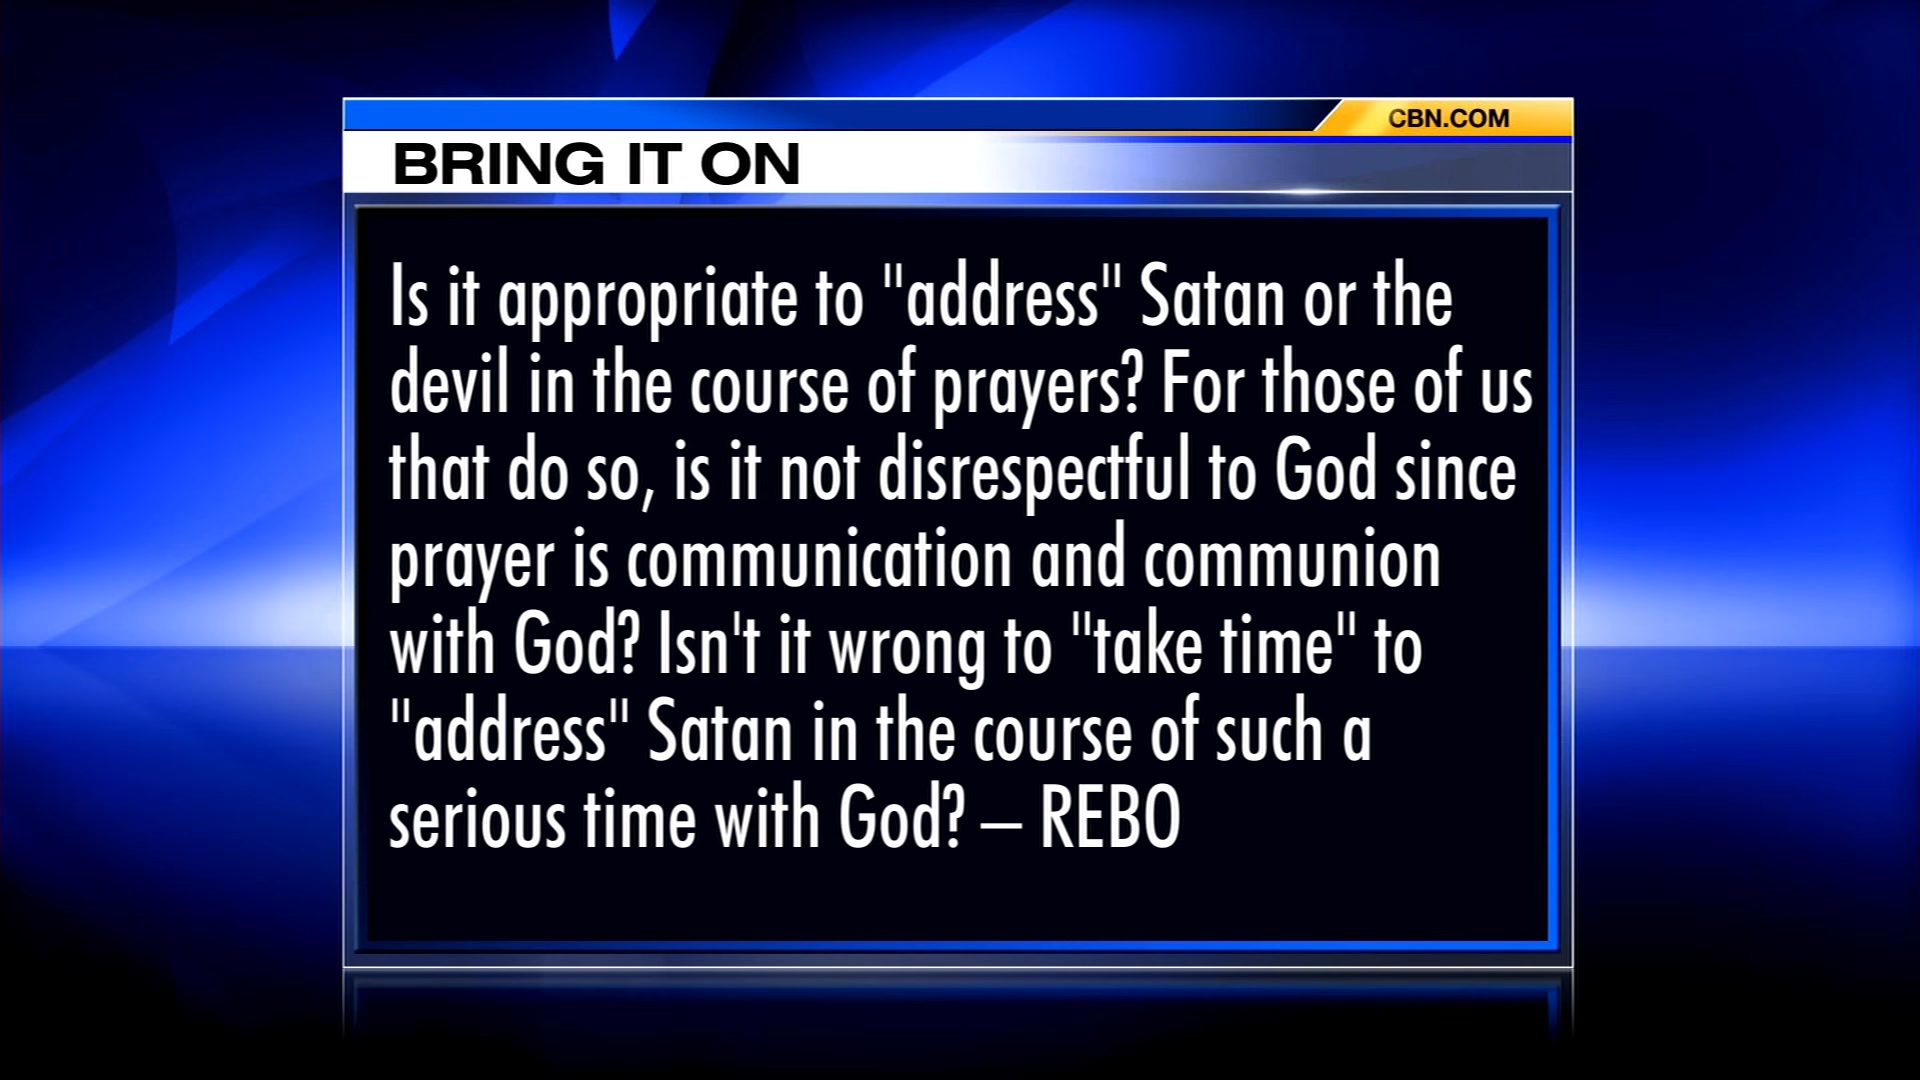 CBN.COM
BRING IT ON
Is it appropriate to "address" Satan or the
devil in the course of prayers? For those of us
that do so, is it not disrespectful to God since
prayer is communication and communion
with God? Isn't it wrong to "take time" to
"address" Satan in the course of such a
serious time with God? – REBO